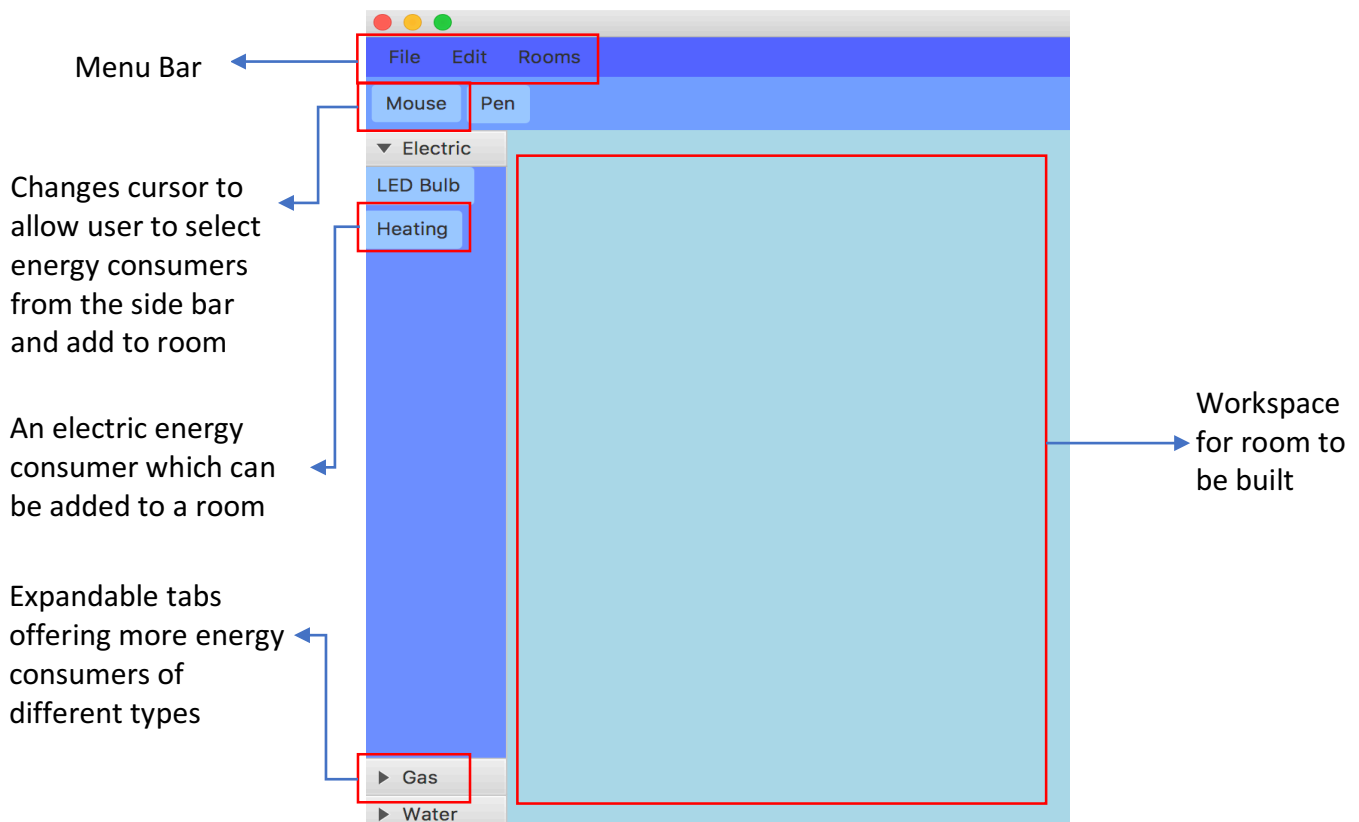 Menu Bar
File Edit Rooms
Mouse Pen
Electric
LED Bulb
Heating
Changes cursor to
allow user to select
energy consumers
from the side bar
and add to room
An electric energy
consumer which can
be added to a room
Workspace
for room to
be built
Expandable tabs
offering more energy
consumers of
different types
Gas
Water